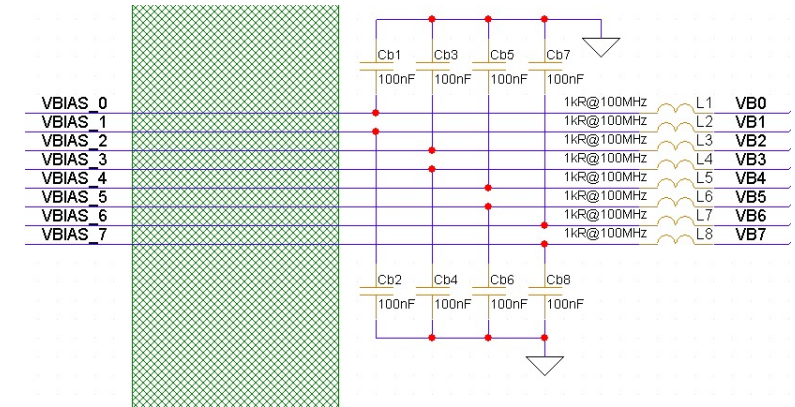 Cb1 Cb3 Cb5 Cb7
100nF 100nF 100nF 100nF
VBIAS_0 1kR@100MHz L1 VB0
VBIAS_1 1kR@100MHz L2 VB1
VBIAS_2 1kR@100MHz L3 VB2
VBIAS_3 1kR@100MHz L4 VB3
VBIAS_4 1kR@100MHz L5 VB4
VBIAS_5 1kR@100MHz L6 VB5
VBIAS_6 1kR@100MHz L7 VB6
VBIAS_7 1kR@100MHz L8 VB7
Cb2 Cb4 Cb6 Cb8
100nF 100nF 100nF 100nF